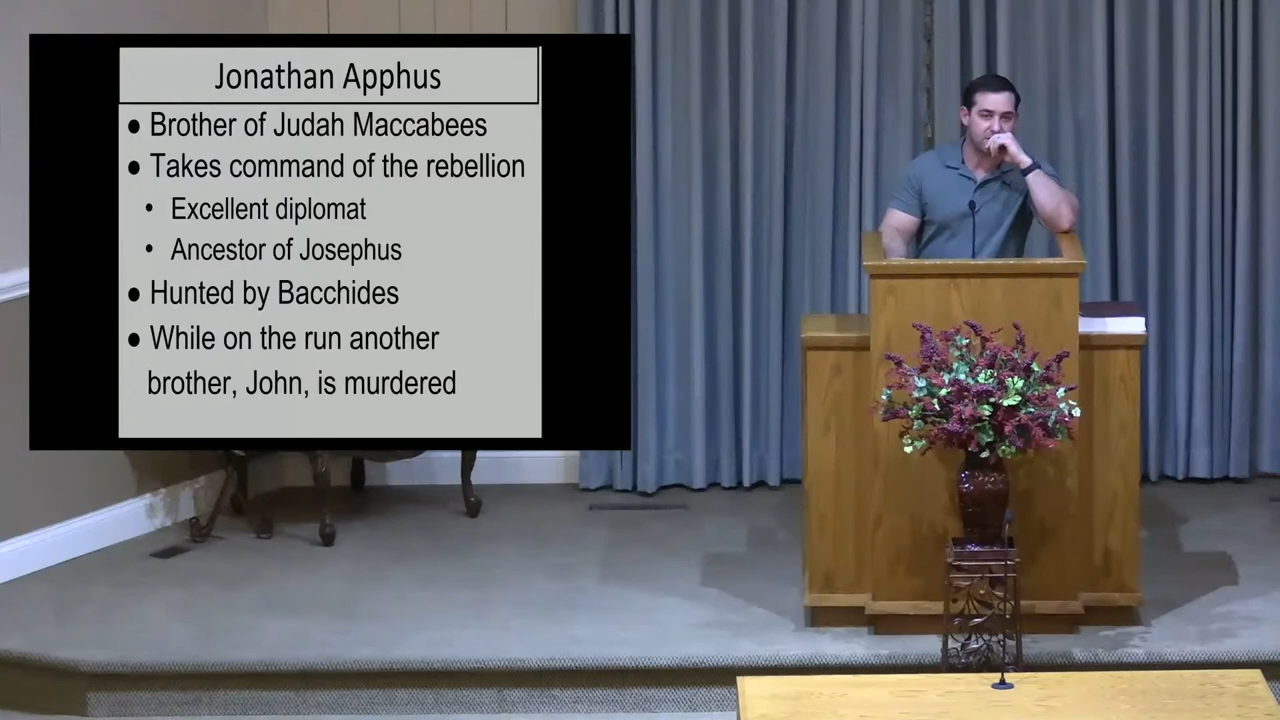 Jonathan Apphus
● Brother of Judah Maccabees
● Takes command of the rebellion
• Excellent diplomat
• Ancestor of Josephus
● Hunted by Bacchides
● While on the run another
brother, John, is murdered